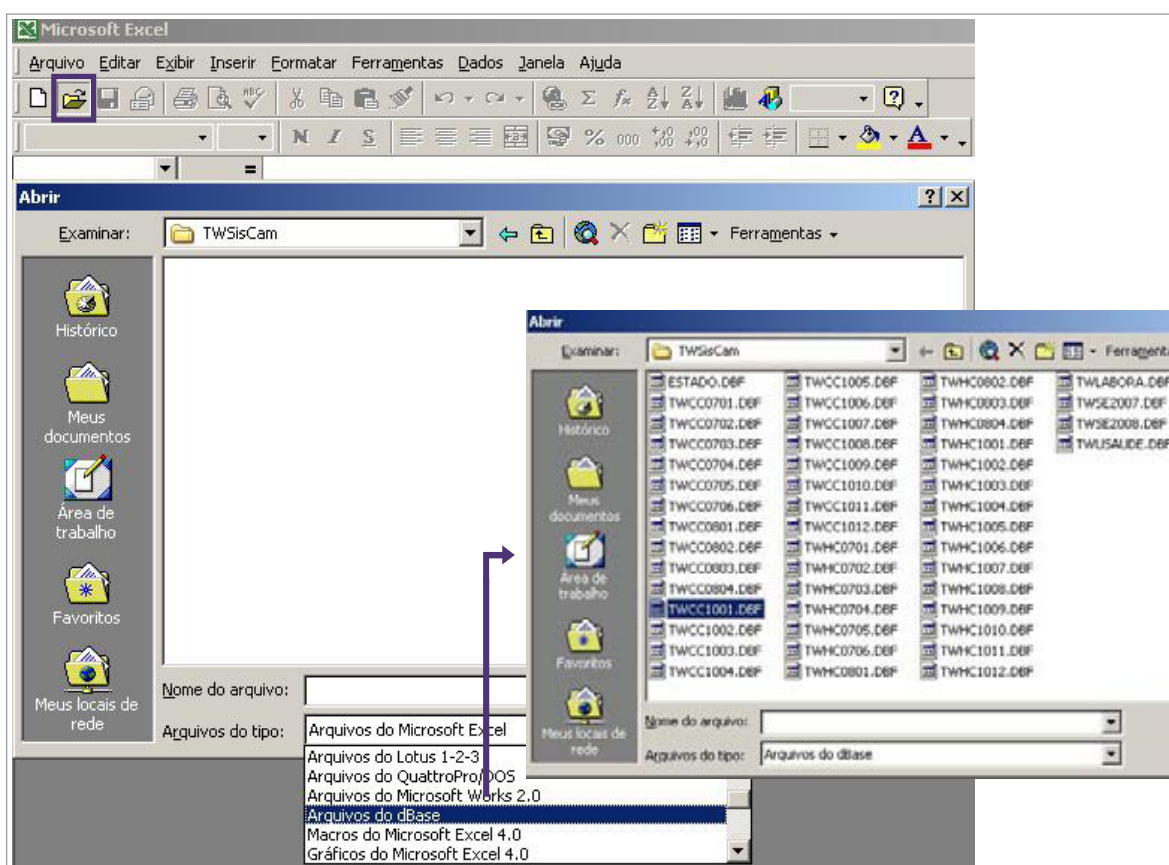 Microsoft Excel
Arquivo Editar Exibir Inserir Formatar Ferramentas Dados Janela Ajuda
N I S % 000
=
Abrir
Examinar: TWSisCam Ferramentas
Histórico
Meus
documentos
Área de
trabalho
Favoritos
Meus locais de
rede
Nome do arquivo:
Arquivos do tipo: Arquivos do Microsoft Excel
Arquivos do Lotus 1-2-3
Arquivos do QuattroPro/DOS
Arquivos do Microsoft Works 2.0
Arquivos do dBase
Macros do Microsoft Excel 4.0
Gráficos do Microsoft Excel 4.0
Abrir
Examinar: TWSisCam Ferrament
Histórico
Meus
documentos
Área de
trabalho
Favoritos
Meus locais de
rede
ESTADO.DBF TWCC1005.DBF TWHC0802.DBF TWLABORA.DBF
TWCC0701.DBF TWCC1006.DBF TWHC0803.DBF TWSE2007.DBF
TWCC0702.DBF TWCC1007.DBF TWHC0804.DBF TWSE2008.DBF
TWCC0703.DBF TWCC1008.DBF TWHC1001.DBF TWUSAUDE.DBF
TWCC0704.DBF TWCC1009.DBF TWHC1002.DBF
TWCC0705.DBF TWCC1010.DBF TWHC1003.DBF
TWCC0706.DBF TWCC1011.DBF TWHC1004.DBF
TWCC0801.DBF TWCC1012.DBF TWHC1005.DBF
TWCC0802.DBF TWHC0701.DBF TWHC1006.DBF
TWCC0803.DBF TWHC0702.DBF TWHC1007.DBF
TWCC0804.DBF TWHC0703.DBF TWHC1008.DBF
TWCC1001.DBF TWHC0704.DBF TWHC1009.DBF
TWCC1002.DBF TWHC0705.DBF TWHC1010.DBF
TWCC1003.DBF TWHC0706.DBF TWHC1011.DBF
TWCC1004.DBF TWHC0801.DBF TWHC1012.DBF
Nome do arquivo:
Arquivos do tipo: Arquivos do dBase